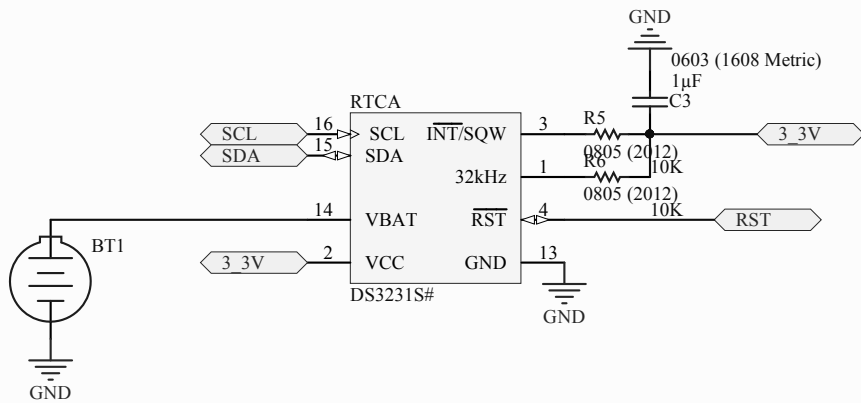 GND
0603 (1608 Metric)
1µF
C3
RTCA
SCL
16
SCL
INT/SQW
3
R5
0805 (2012)
10K
3_3V
SDA
15
SDA
32kHz
1
R6
0805 (2012)
10K
14
VBAT
RST
4
RST
BT1
3_3V
2
VCC
GND
13
DS3231S#
GND
GND